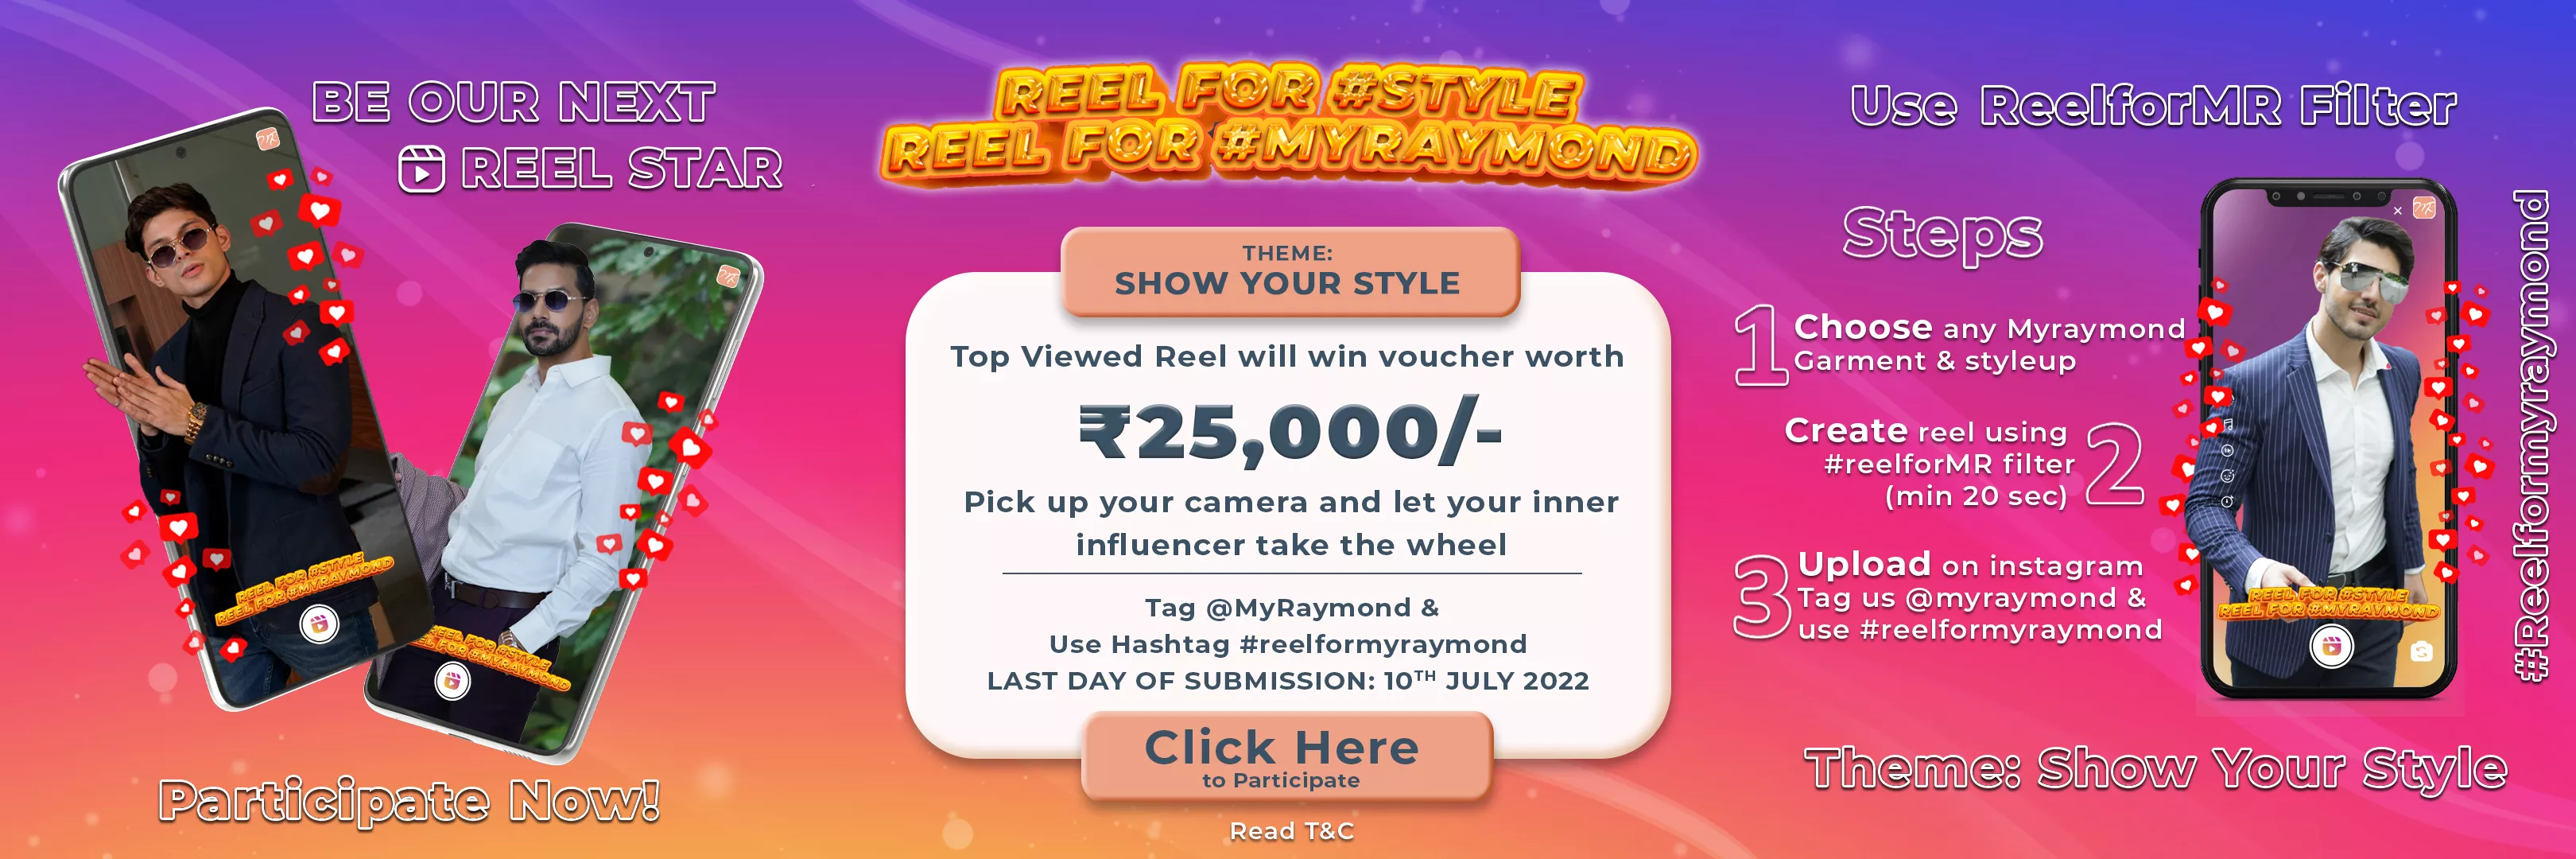 BE OUR NEXT
REEL STAR
REEL FOR #STYLE
REEL FOR #MYRAYMOND
REEL FOR #STYLE
REEL FOR #MYRAYMOND
Participate Now!
REEL FOR #STYLE
REEL FOR #MYRAYMOND
THEME:
SHOW YOUR STYLE
Top Viewed Reel will win voucher worth
₹25,000/-
Pick up your camera and let your inner
influencer take the wheel
Tag @MyRaymond &
Use Hashtag #reelformyraymond
LAST DAY OF SUBMISSION: 10TH JULY 2022
Click Here
to Participate
Read T&C
Use ReelforMR Filter
Steps
1 Choose any Myraymond
Garment & styleup
Create reel using
#reelforMR filter
(min 20 sec) 2
3 Upload on instagram
Tag us @myraymond &
use #reelformyraymond
REEL FOR #STYLE
REEL FOR #MYRAYMOND
#Reelformyraymond
Theme: Show Your Style